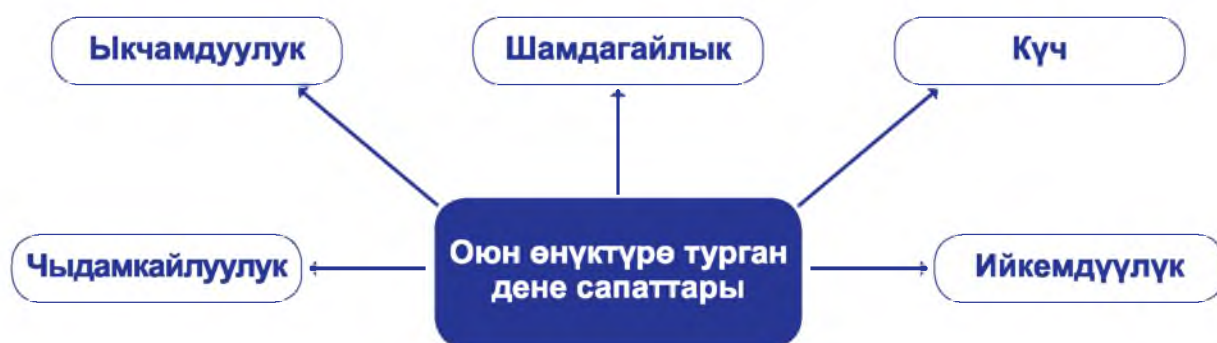 Ыкчамдуулук
Шамдагайлык
Күч
Чыдамкайлуулук
Оюн өнүктүрө турган
дене сапаттары
Ийкемдүүлүк